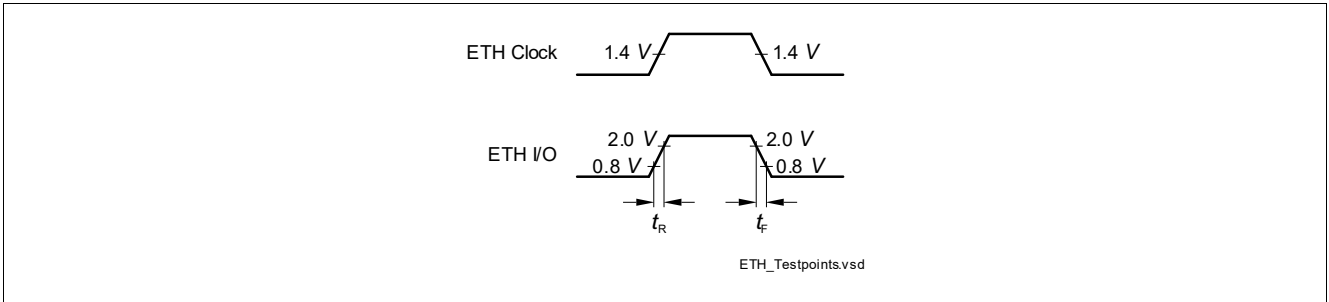 ETH Clock 1.4 V 1.4 V
2.0 V 2.0 V
ETH I/O
0.8 V 0.8 V
tR tF
ETH_Testpoints.vsd